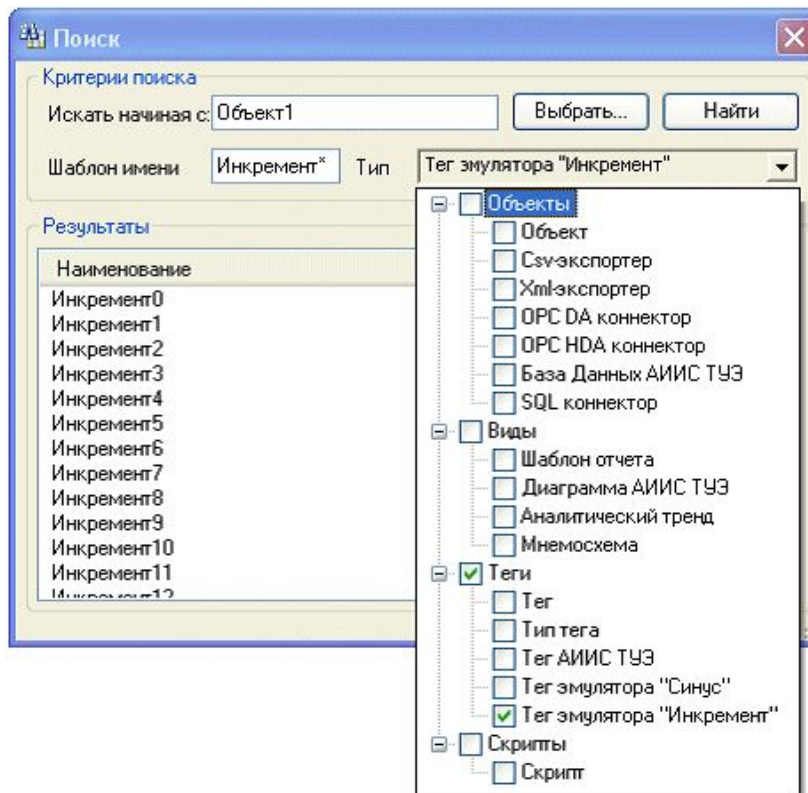 Поиск
Критерии поиска
Искать начиная с: Объект1 Выбрать... Найти
Шаблон имени Инкремент* Тип Тег эмулятора "Инкремент"
Результаты
Наименование
Инкремент0
Инкремент1
Инкремент2
Инкремент3
Инкремент4
Инкремент5
Инкремент6
Инкремент7
Инкремент8
Инкремент9
Инкремент10
Инкремент11
Инкремент12
Объекты
Объект
Csv-экспортер
Xml-экспортер
OPC DA коннектор
OPC HDA коннектор
База Данных АИИС ТУЭ
SQL коннектор
Виды
Шаблон отчета
Диаграмма АИИС ТУЭ
Аналитический тренд
Мнемосхема
Теги
Тег
Тип тега
Тег АИИС ТУЭ
Тег эмулятора "Синус"
Тег эмулятора "Инкремент"
Скрипты
Скрипт